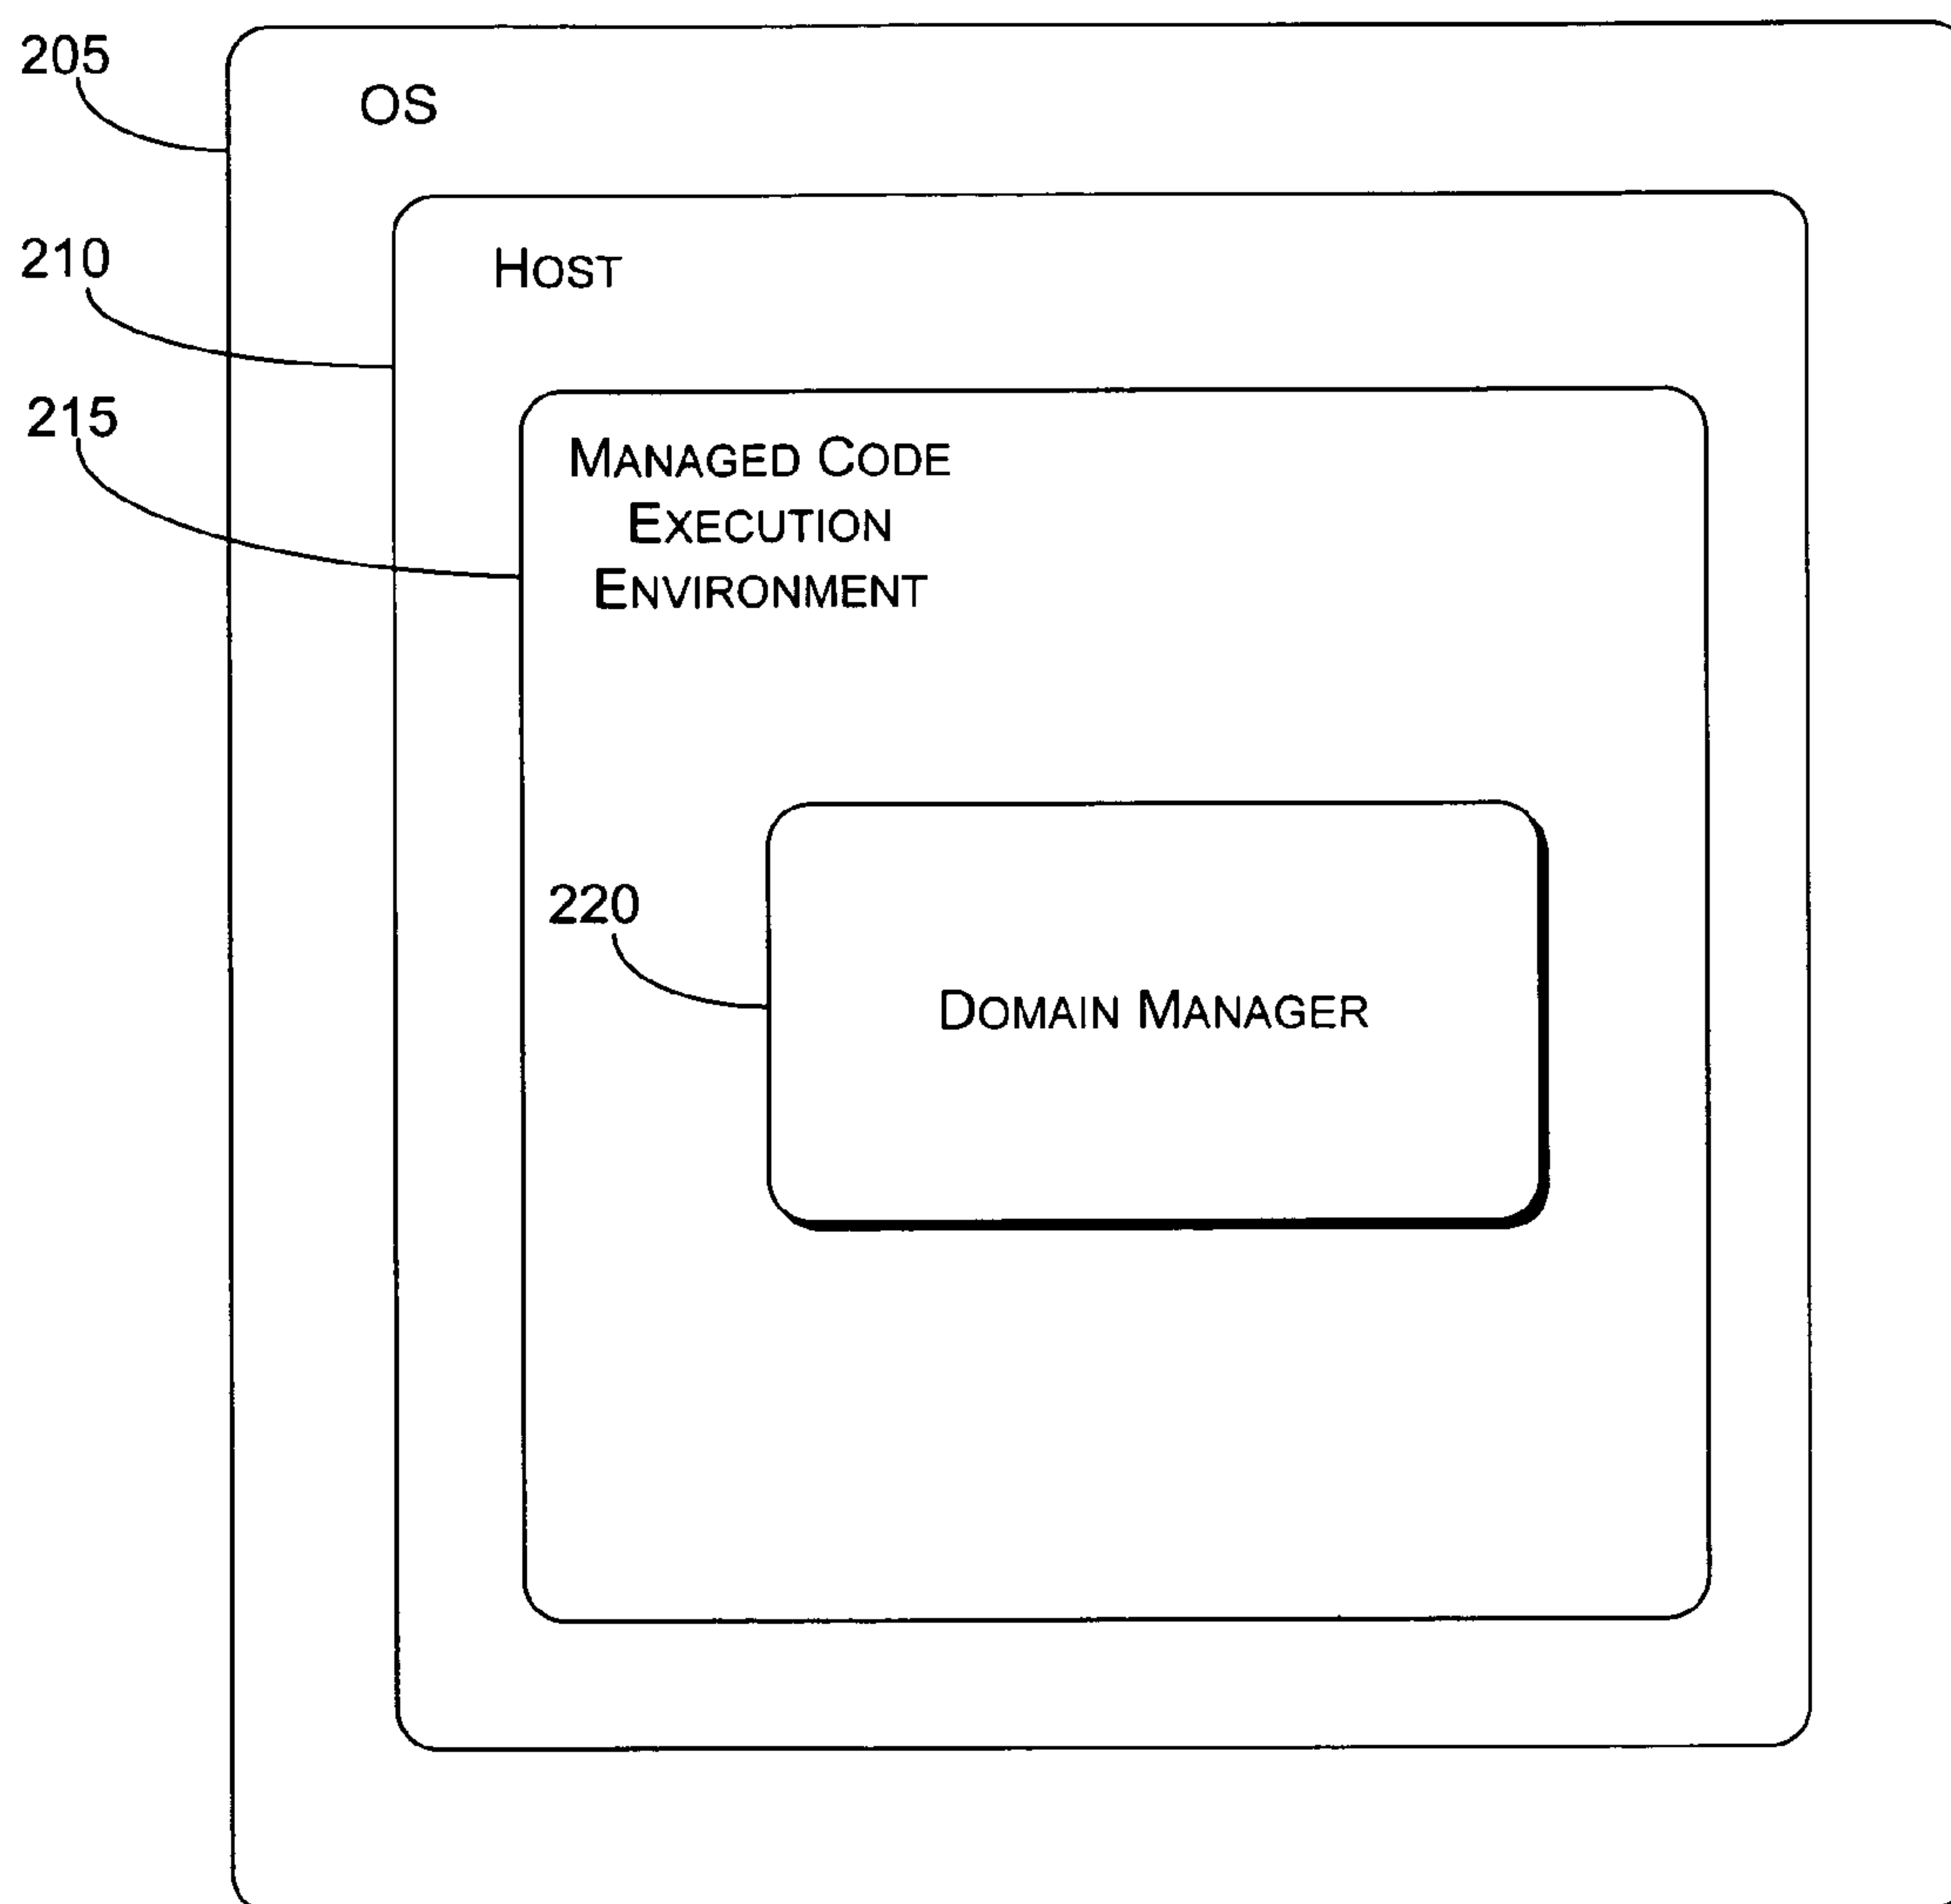 205
OS
210
HOST
215
MANAGED CODE
EXECUTION
ENVIRONMENT
220
DOMAIN MANAGER